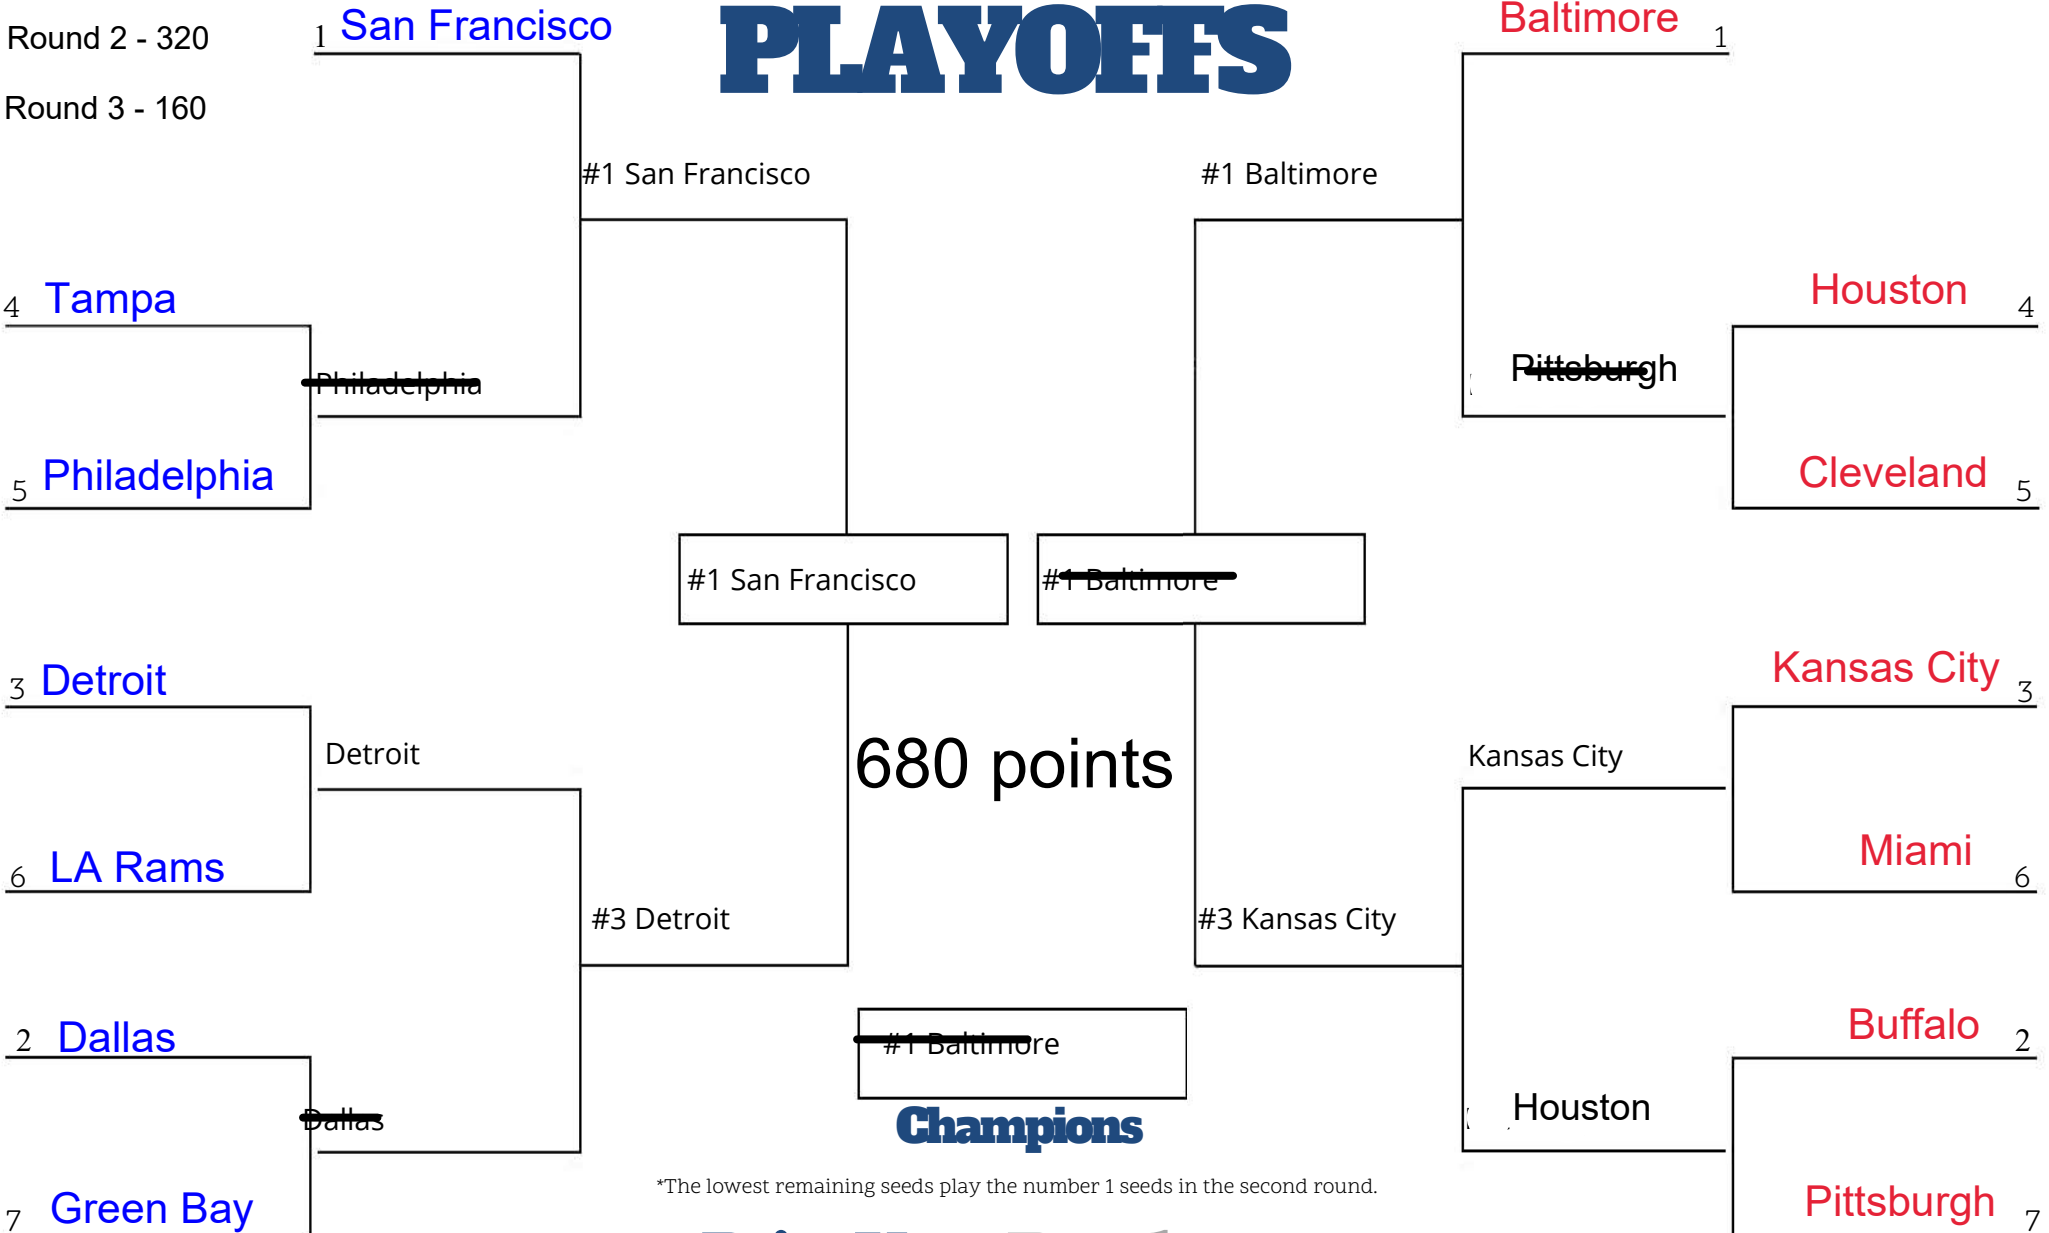 PLAYOFFS
Round 2 - 320
Round 3 - 160
1 San Francisco
Baltimore 1
#1 San Francisco
#1 Baltimore
4 Tampa
Houston 4
Philadelphia
Pittsburgh
5 Philadelphia
Cleveland 5
#1 San Francisco
#1 Baltimore
3 Detroit
Kansas City 3
Detroit
680 points
Kansas City
6 LA Rams
Miami 6
#3 Detroit
#3 Kansas City
2 Dallas
#1 Baltimore
Buffalo 2
Dallas
Champions
Houston
*The lowest remaining seeds play the number 1 seeds in the second round.
7 Green Bay
Pittsburgh 7